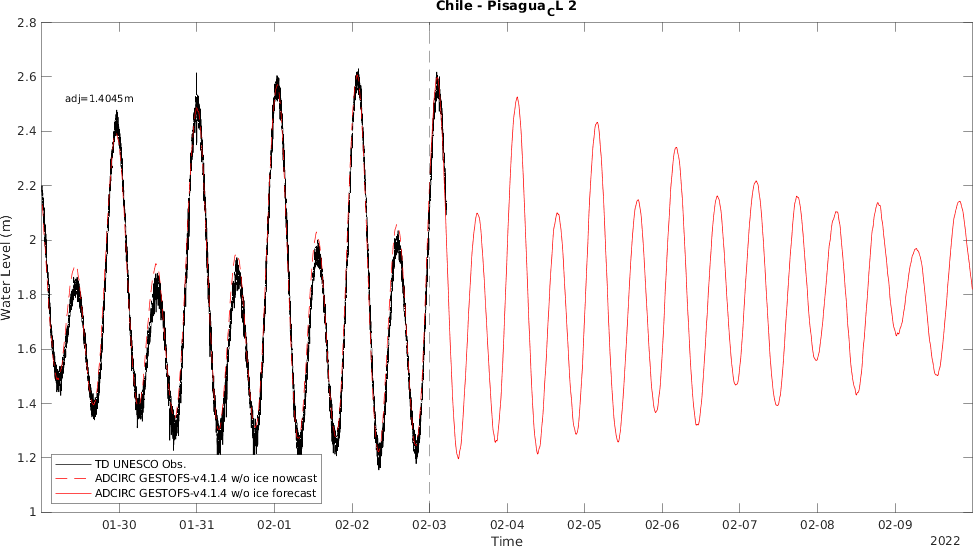 Chile - Pisagua_CL 2
2.8
2.6
2.4
2.2
2
1.8
1.6
1.4
1.2
1
Water Level (m)
adj=1.4045m
TD UNESCO Obs.
ADCIRC GESTOFS-v4.1.4 w/o ice nowcast
ADCIRC GESTOFS-v4.1.4 w/o ice forecast
01-30 01-31 02-01 02-02 02-03 02-04 02-05 02-06 02-07 02-08 02-09
Time
2022